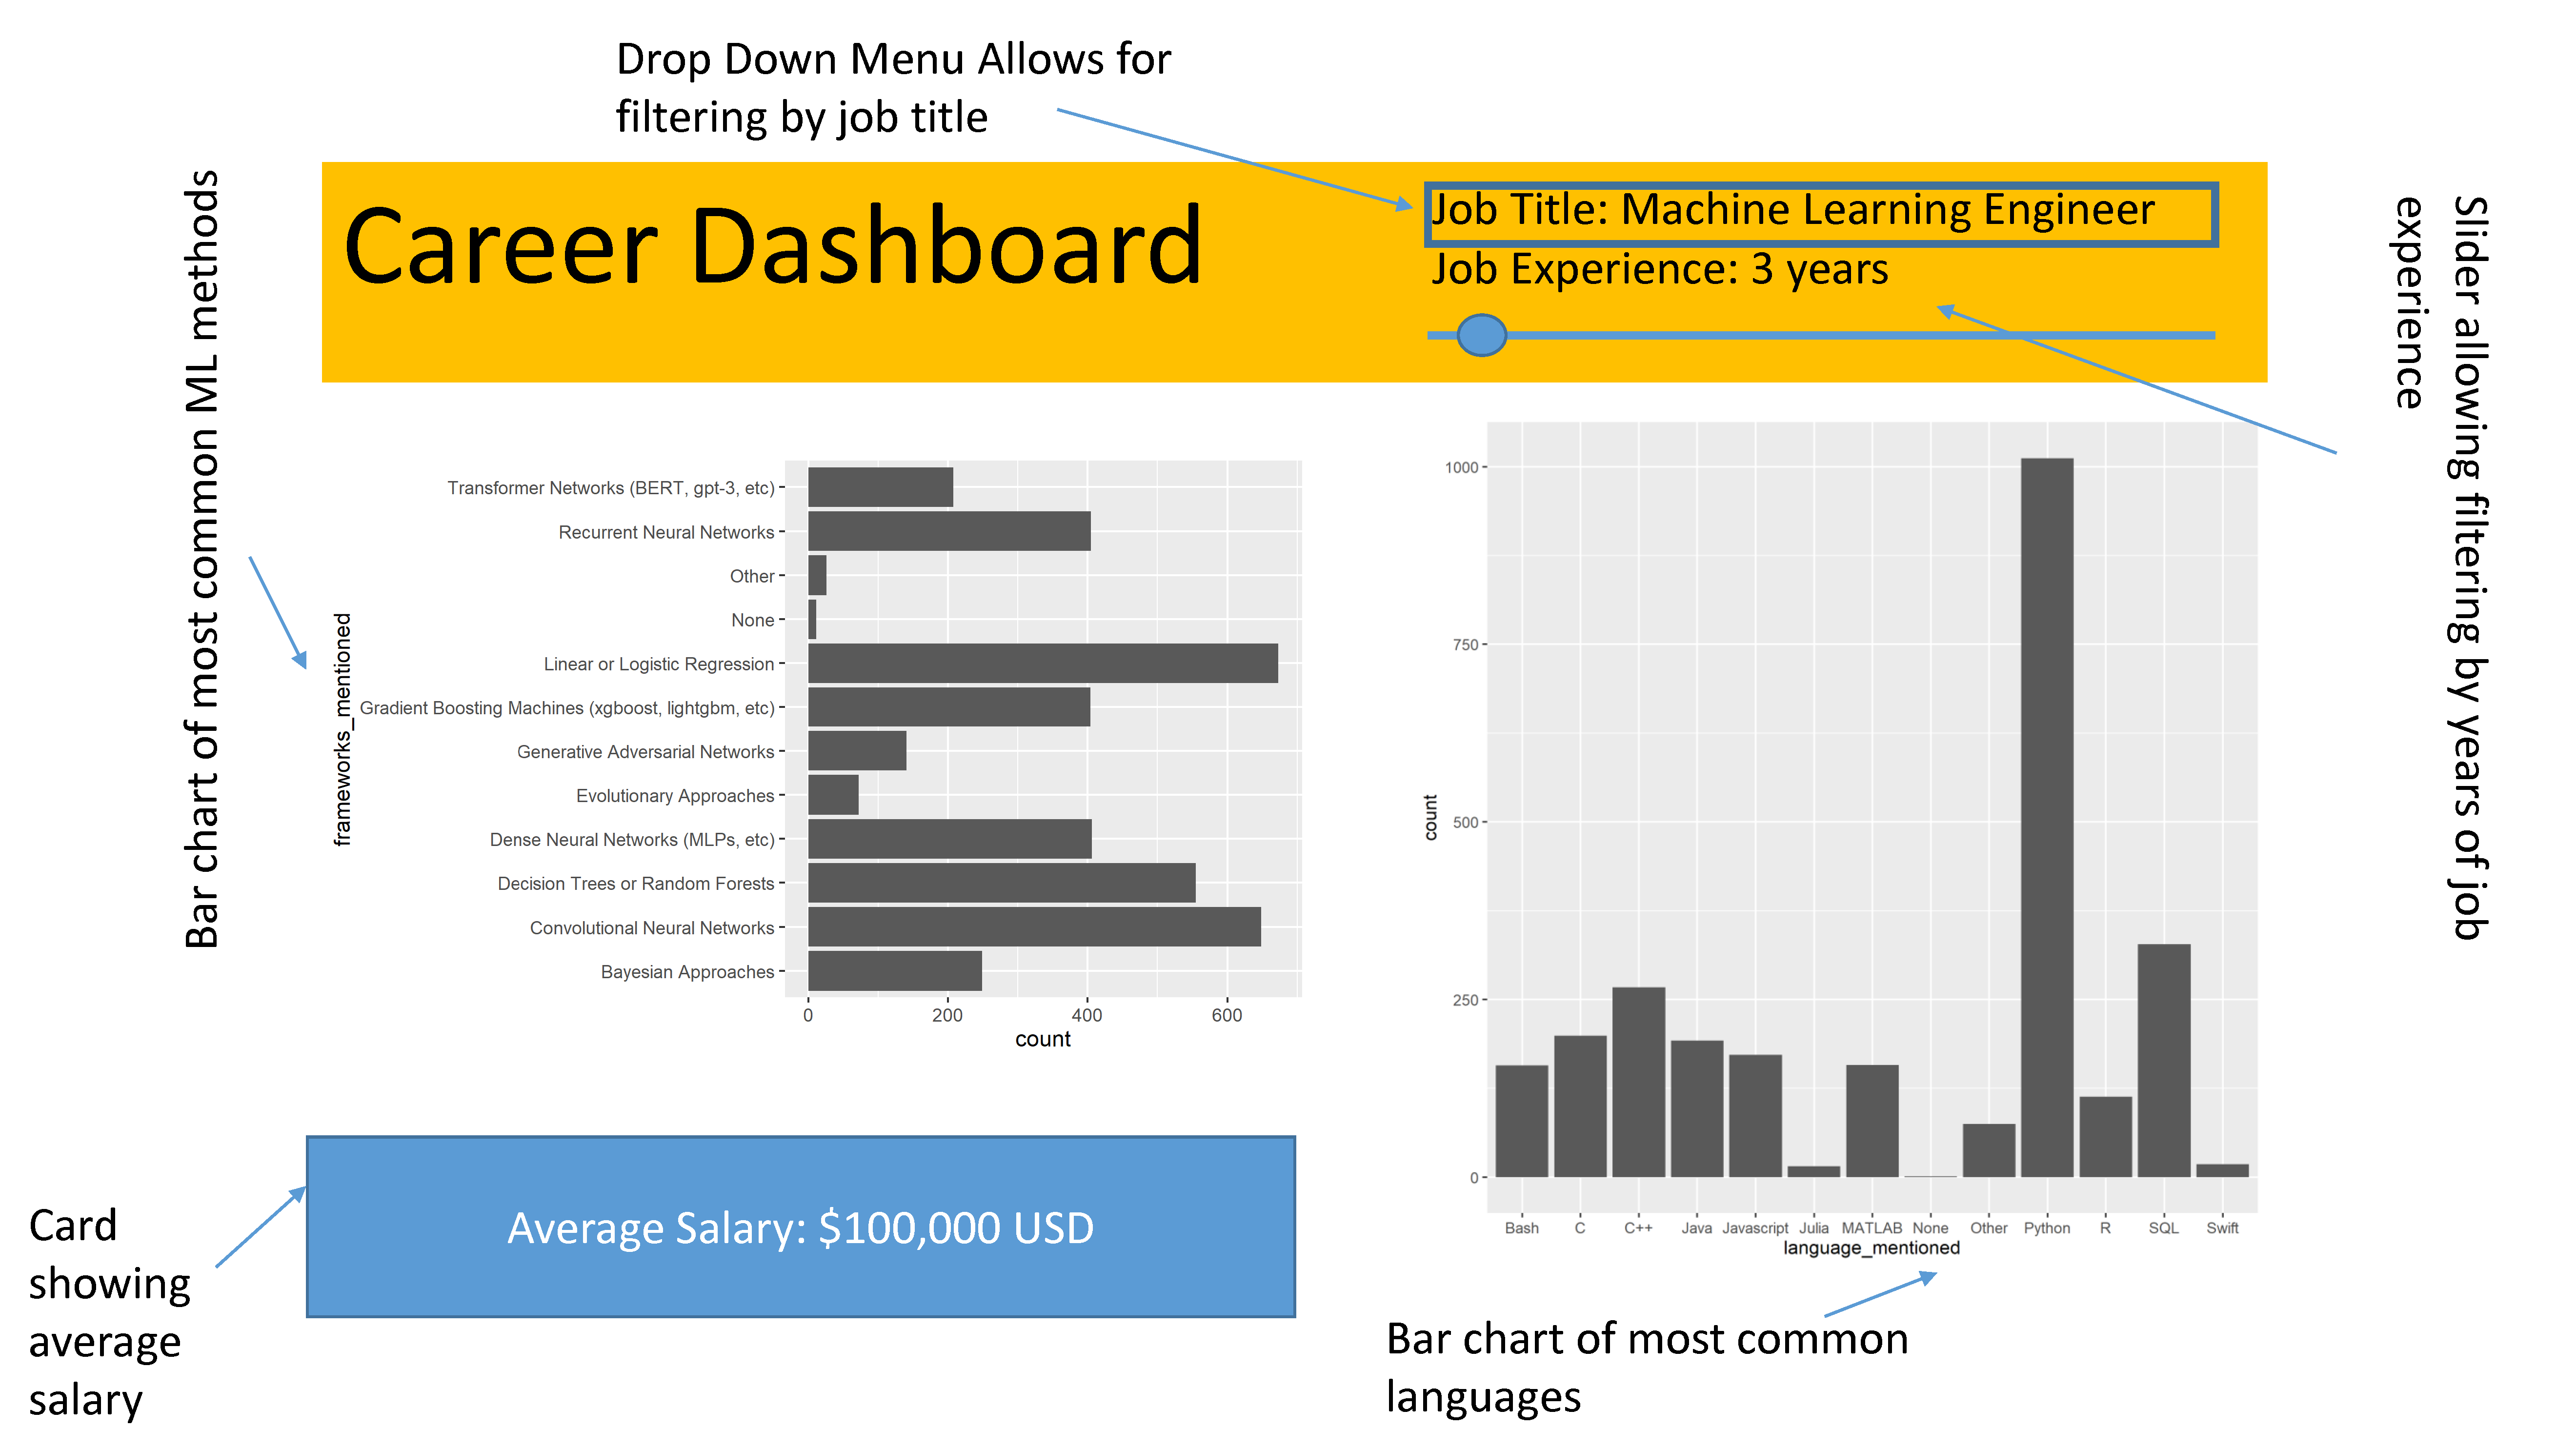 Drop Down Menu Allows for
filtering by job title
Career Dashboard
Job Title: Machine Learning Engineer
Job Experience: 3 years
Slider allowing filtering by years of job
experience
Bar chart of most common ML methods
frameworks_mentioned
Transformer Networks (BERT, gpt-3, etc)
Recurrent Neural Networks
Other
None
Linear or Logistic Regression
Gradient Boosting Machines (xgboost, lightgbm, etc)
Generative Adversarial Networks
Evolutionary Approaches
Dense Neural Networks (MLPs, etc)
Decision Trees or Random Forests
Convolutional Neural Networks
Bayesian Approaches
0 200 400 600
count
count
1000
750
500
250
0
Bash C C++ Java Javascript Julia MATLAB None Other Python R SQL Swift
language_mentioned
Card
showing
average
salary
Average Salary: $100,000 USD
Bar chart of most common
languages